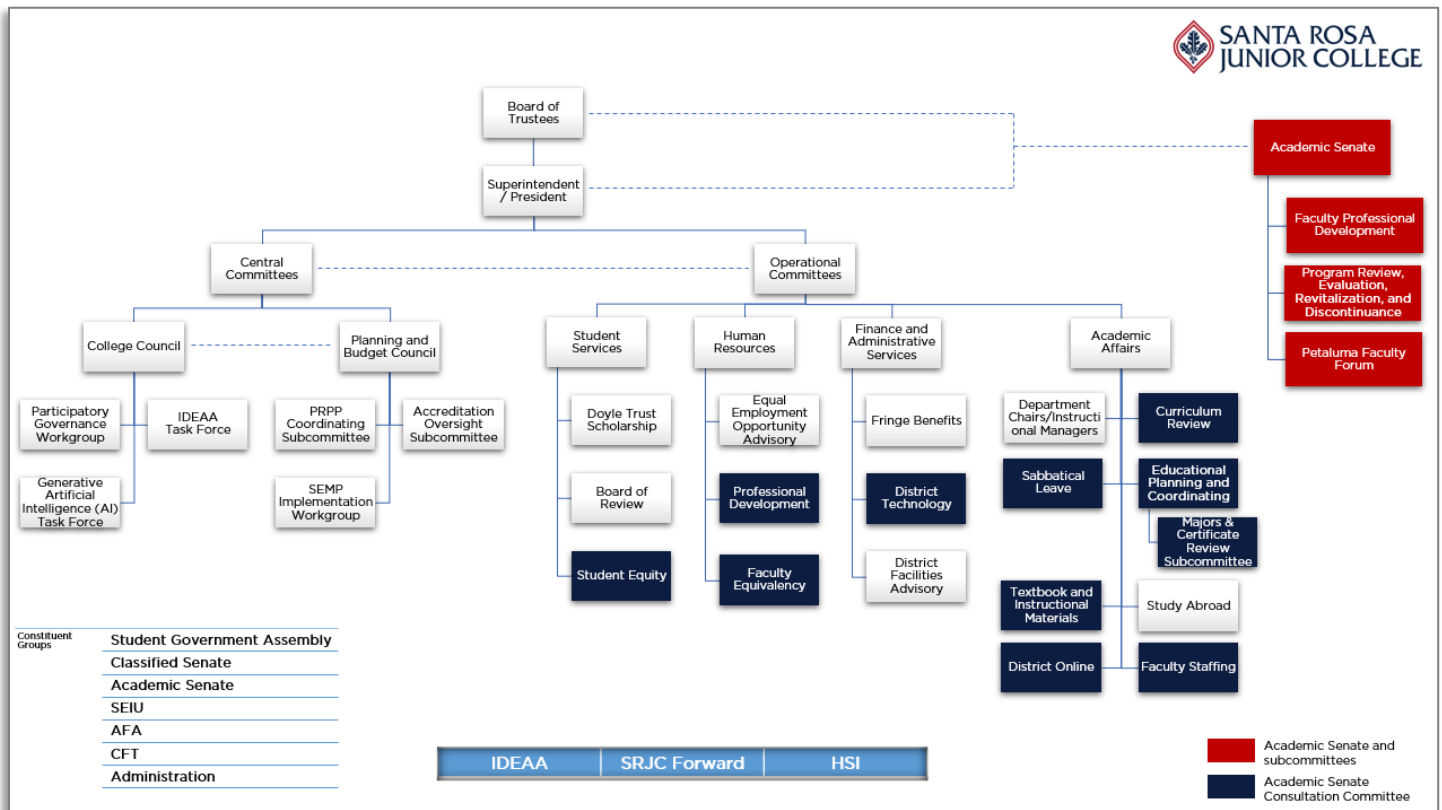 SANTA ROSA
JUNIOR COLLEGE
Board of
Trustees
Academic Senate
Superintendent
/ President
Faculty Professional
Development
Central
Committees
Operational
Committees
Program Review,
Evaluation,
Revitalization, and
Discontinuance
College Council
Planning and
Budget Council
Student
Services
Human
Resources
Finance and
Administrative
Services
Academic
Affairs
Petaluma Faculty
Forum
Participatory
Governance
Workgroup
IDEAA
Task Force
PRPP
Coordinating
Subcommittee
Accreditation
Oversight
Subcommittee
Doyle Trust
Scholarship
Equal
Employment
Opportunity
Advisory
Fringe Benefits
Department
Chairs/Instructi
onal Managers
Curriculum
Review
Generative
Artificial
Intelligence (AI)
Task Force
SEMP
Implementation
Workgroup
Board of
Review
Professional
Development
District
Technology
Sabbatical
Leave
Educational
Planning and
Coordinating
Majors &
Certificate
Review
Subcommittee
Student Equity
Faculty
Equivalency
District
Facilities
Advisory
Textbook and
Instructional
Materials
Study Abroad
District Online
Faculty Staffing
Constituent
Groups
Student Government Assembly
Classified Senate
Academic Senate
SEIU
AFA
CFT
Administration
IDEAA
SRJC Forward
HSI
Academic Senate and
subcommittees
Academic Senate
Consultation Committee